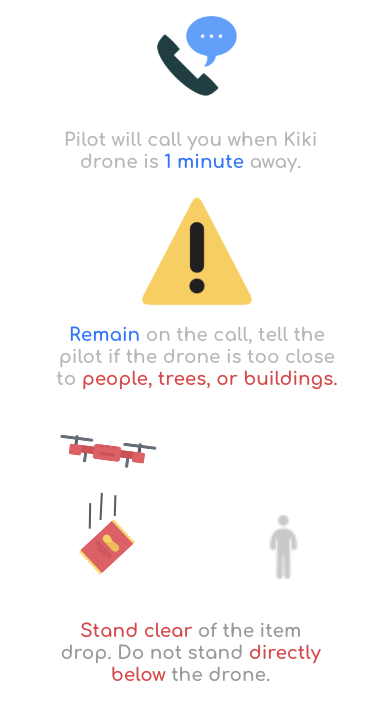 Pilot will call you when Kiki
drone is 1 minute away.
Remain on the call, tell the
pilot if the drone is too close
to people, trees, or buildings.
Stand clear of the item
drop. Do not stand directly
below the drone.